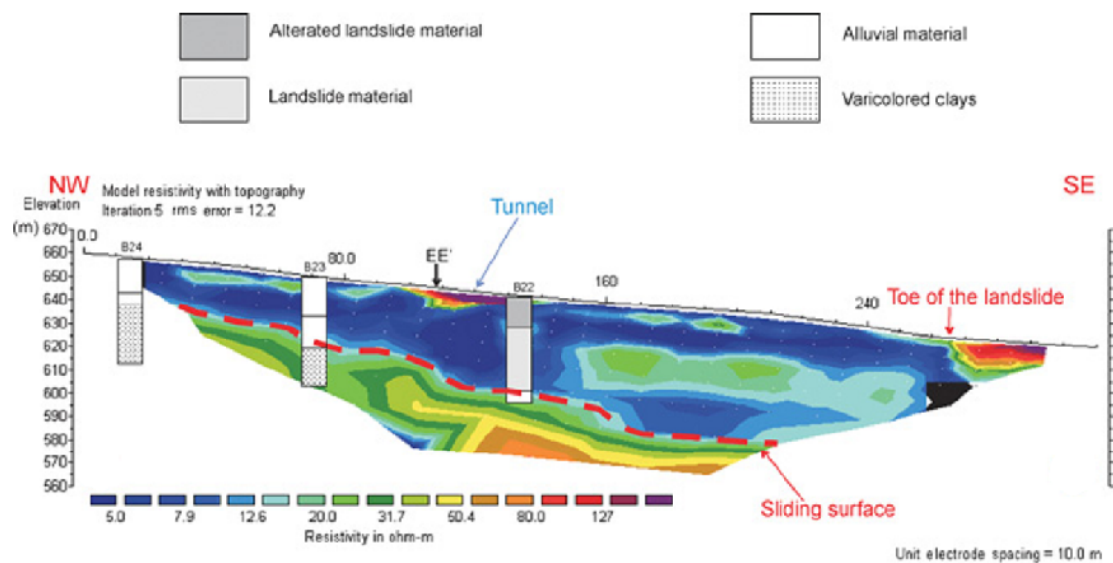 Alterated landslide material
Alluvial material
Landslide material
Varicolored clays
NW
SE
Model resistivity with topography
Elevation
Iteration 5 rms error = 12.2
(m)
Tunnel
670
660
650
640
630
620
610
600
590
580
570
560
0.0
B24
B23
80.0
EE'
B22
160
240
Toe of the landslide
Sliding surface
5.0 7.9 12.6 20.0 31.7 50.4 80.0 127
Resistivity in ohm-m
Unit electrode spacing = 10.0 m